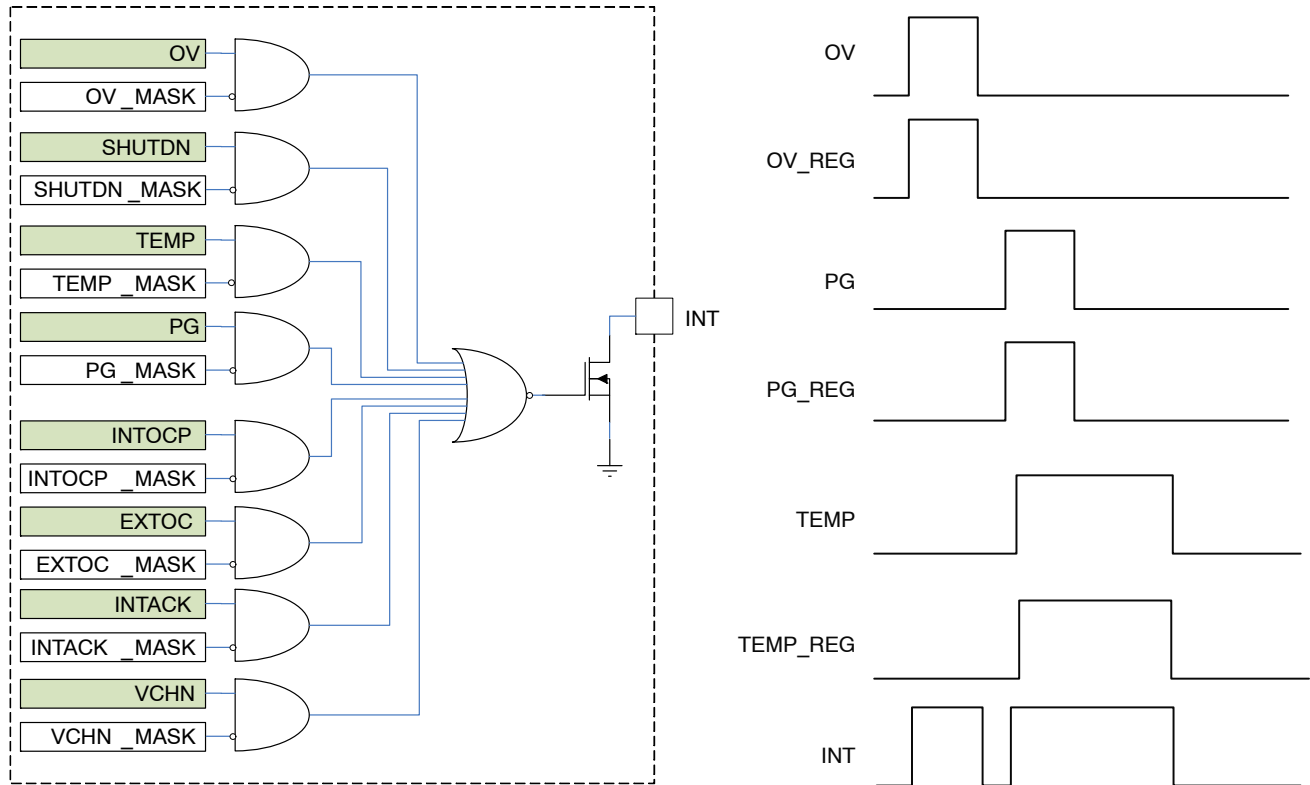 OV
OV _MASK
SHUTDN
SHUTDN _MASK
TEMP
TEMP _MASK
PG
PG _MASK
INTOCP
INTOCP _MASK
EXTOC
EXTOC _MASK
INTACK
INTACK _MASK
VCHN
VCHN _MASK
INT
OV
OV_REG
PG
PG_REG
TEMP
TEMP_REG
INT